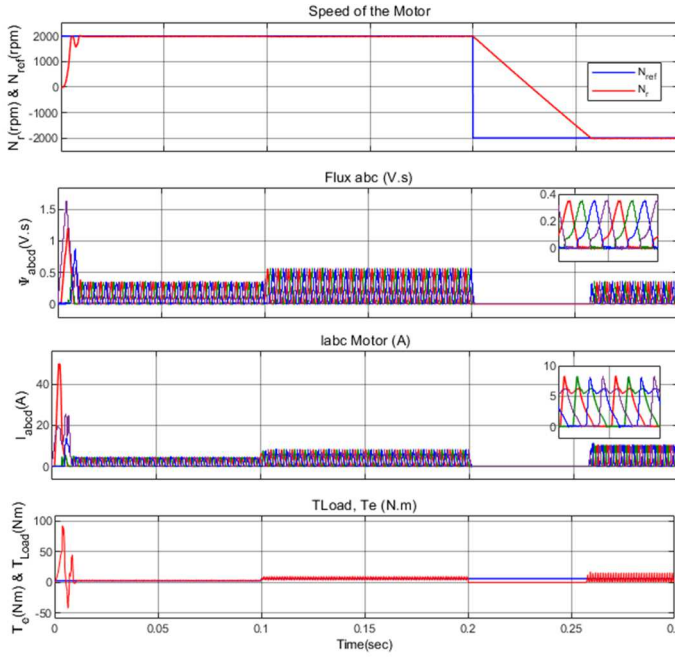 Speed of the Motor
N_r(rpm) & N_ref(rpm)
2000
1000
0
-1000
-2000
N_ref
N_r
Flux abc (V.s)
Ψ_abcd(V.s)
1.5
1
0.5
0
0.4
0.2
0
Iabc Motor (A)
I_abcd(A)
40
20
0
10
5
0
TLoad, Te (N.m)
T_e(Nm) & T_Load(Nm)
100
50
0
-50
0
0.05
0.1
0.15
0.2
0.25
0.3
Time(sec)